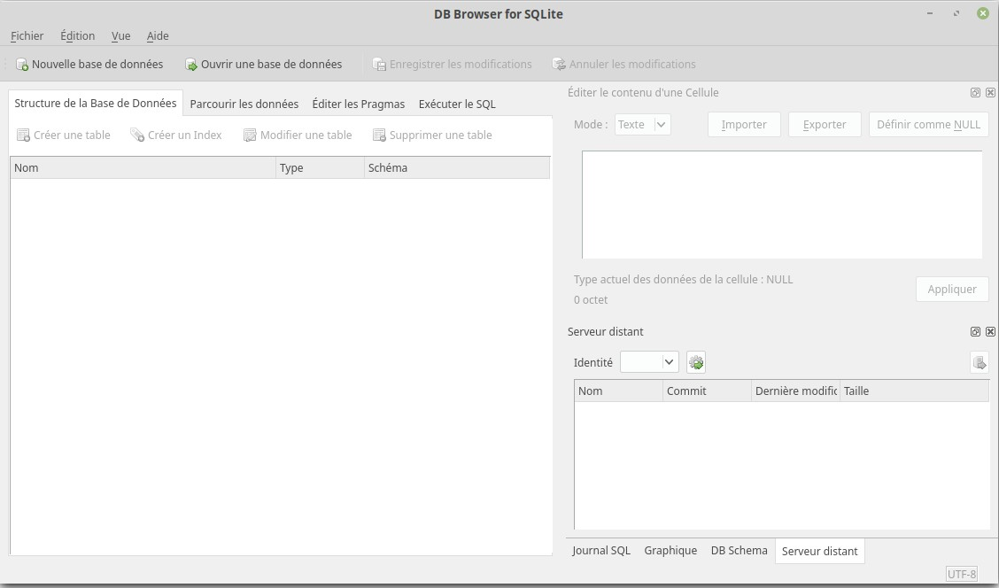 DB Browser for SQLite
Fichier Édition Vue Aide
Nouvelle base de données Ouvrir une base de données Enregistrer les modifications Annuler les modifications
Structure de la Base de Données Parcourir les données Éditer les Pragmas Exécuter le SQL
Créer une table Créer un Index Modifier une table Supprimer une table
Nom Type Schéma
Éditer le contenu d'une Cellule
Mode : Texte Importer Exporter Définir comme NULL
Type actuel des données de la cellule : NULL
0 octet
Appliquer
Serveur distant
Identité
Nom Commit Dernière modific Taille
Journal SQL Graphique DB Schema Serveur distant
UTF-8